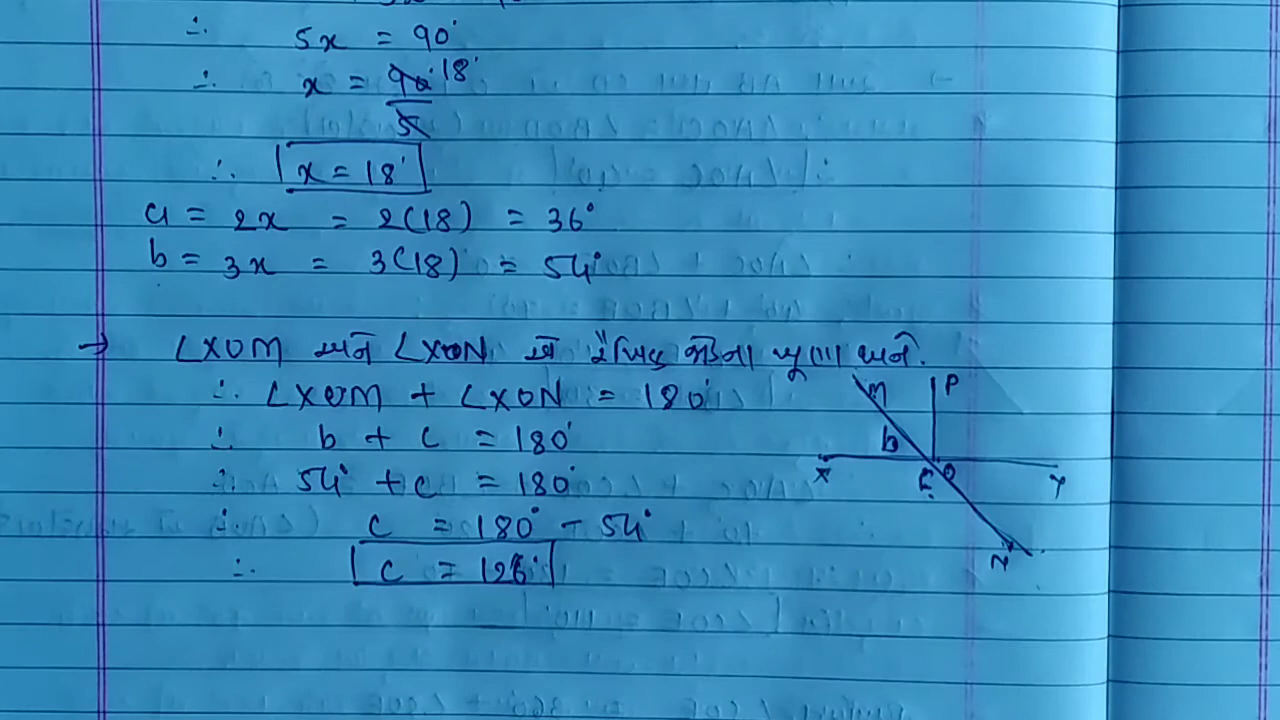 ∴ 5x = 90°
∴ x = 90° 18°
5
∴ x = 18°
a = 2x = 2(18) = 36°
b = 3x = 3(18) = 54°
→ ∠XOM અને ∠XON એ રૈખિક જોડના ખૂણા બને.
∴ ∠XOM + ∠XON = 180°
∴ b + c = 180°
∴ 54° + c = 180°
∴ c = 180° - 54°
∴ c = 126°
M P
b
X c O Y
N